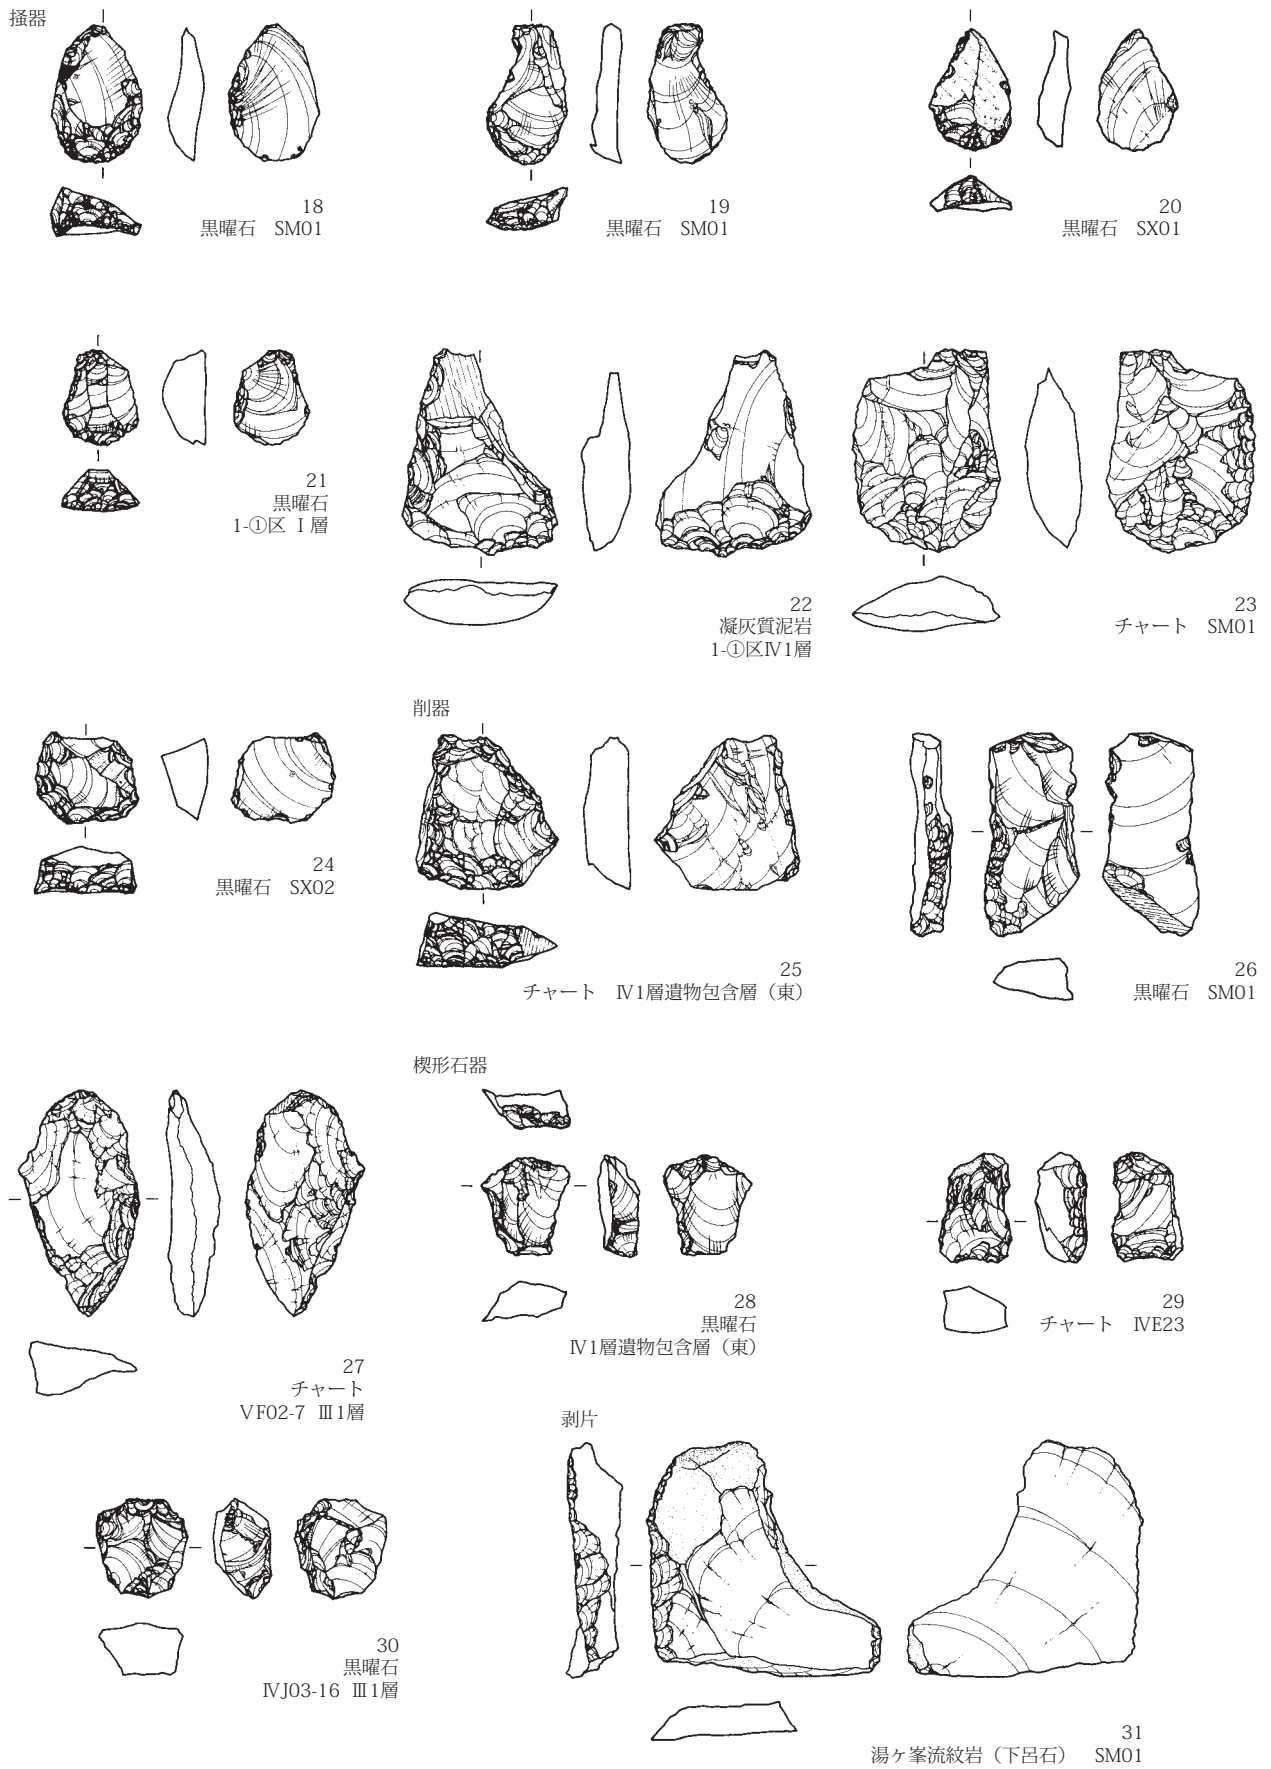 掻器
18
黒曜石　SM01
19
黒曜石　SM01
20
黒曜石　SX01
21
黒曜石
1-①区 Ⅰ層
22
凝灰質泥岩
1-①区Ⅳ1層
23
チャート　SM01
24
黒曜石　SX02
削器
25
チャート　Ⅳ1層遺物包含層（東）
26
黒曜石　SM01
27
チャート
ⅤF02-7 Ⅲ1層
楔形石器
28
黒曜石
Ⅳ1層遺物包含層（東）
29
チャート　ⅣE23
30
黒曜石
ⅣJ03-16 Ⅲ1層
剥片
31
湯ヶ峯流紋岩（下呂石）　SM01